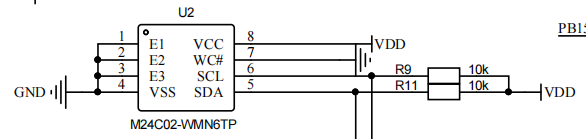 U2
PB15
1 E1 VCC 8 VDD
2 E2 WC# 7
3 E3 SCL 6 R9 10k
GND 4 VSS SDA 5 R11 10k VDD
M24C02-WMN6TP